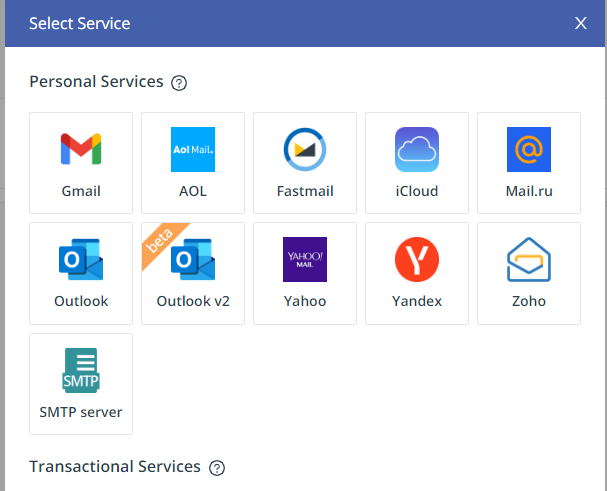 Select Service X
Personal Services ?
Aol Mail.
Gmail AOL Fastmail iCloud Mail.ru
beta
YAHOO!
MAIL
Outlook Outlook v2 Yahoo Yandex Zoho
SMTP
SMTP server
Transactional Services ?